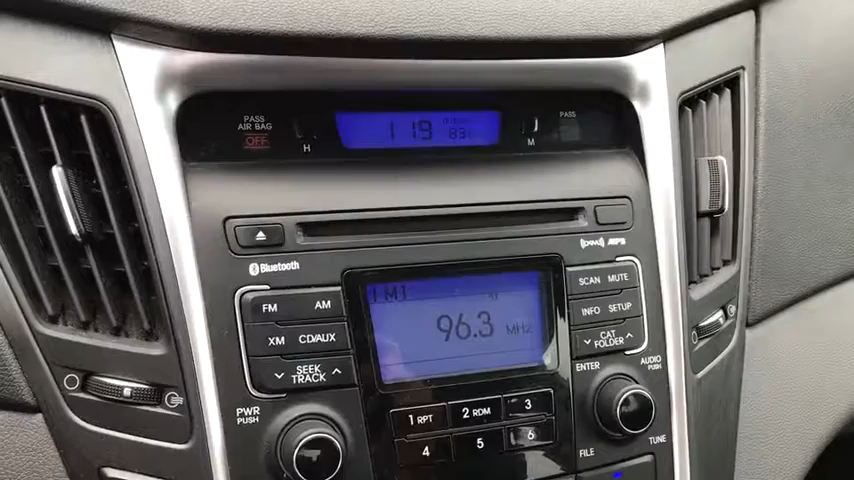 PASS
AIR BAG
OFF
H
1 19
83
M
PASS
XM MP3
Bluetooth
FM AM
XM CD/AUX
SEEK
TRACK
PWR
PUSH
FM1
96.3 MHz
SCAN MUTE
INFO SETUP
CAT
FOLDER
ENTER
AUDIO
PUSH
1 RPT 2 RDM 3
4 5 6
FILE
TUNE